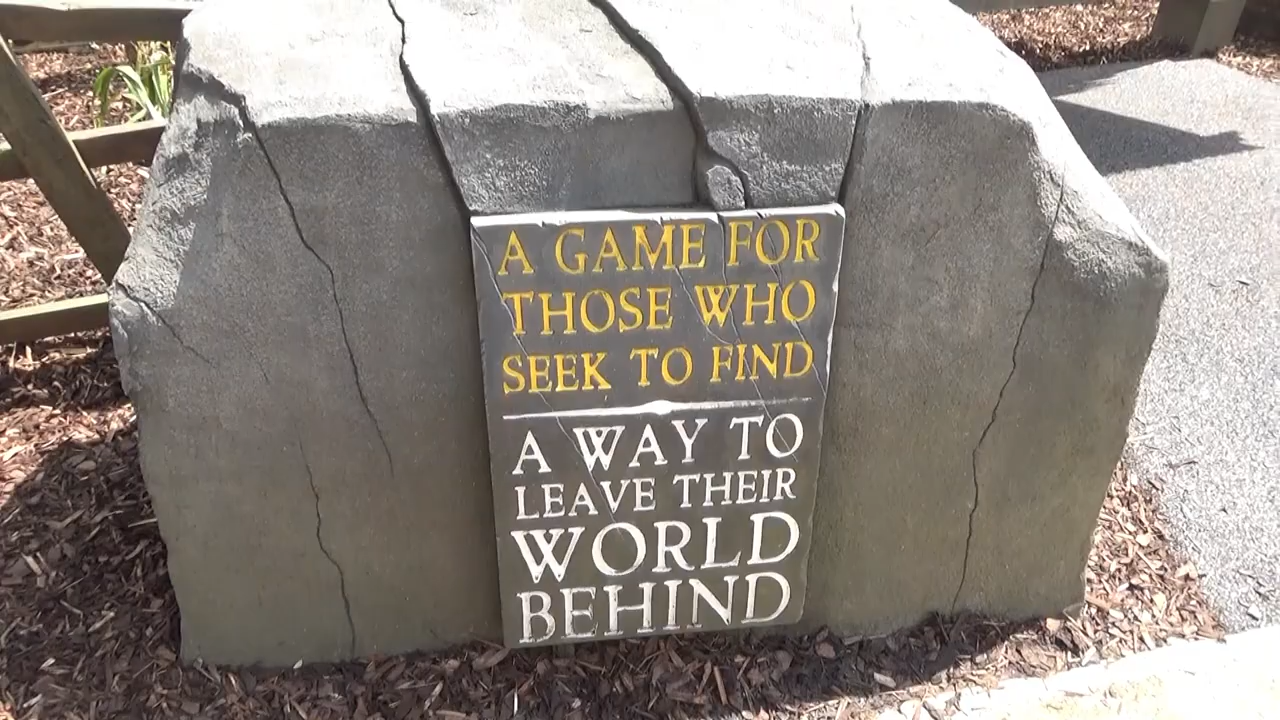 A GAME FOR
THOSE WHO
SEEK TO FIND
A WAY TO
LEAVE THEIR
WORLD
BEHIND